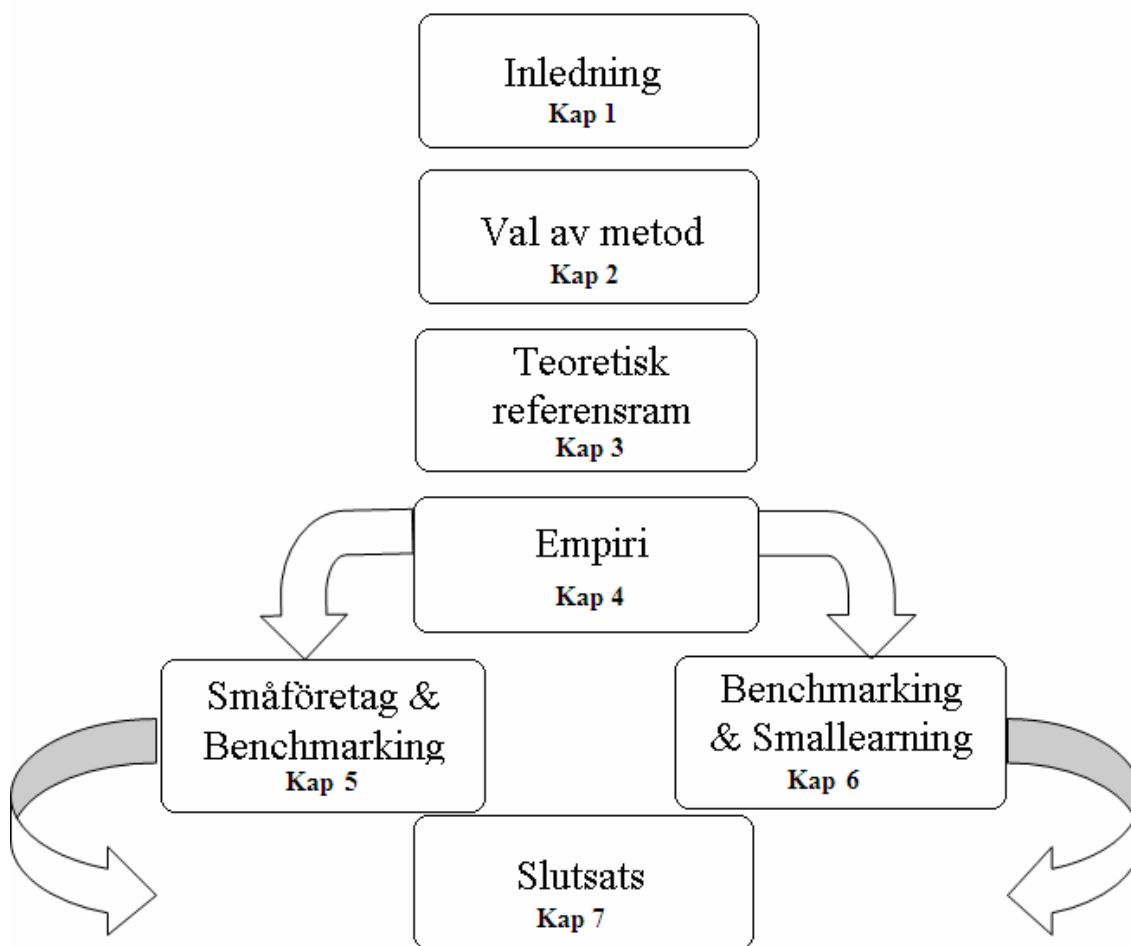 Inledning
Kap 1
Val av metod
Kap 2
Teoretisk
referensram
Kap 3
Empiri
Kap 4
Småföretag &
Benchmarking
Kap 5
Benchmarking
& Smallearning
Kap 6
Slutsats
Kap 7